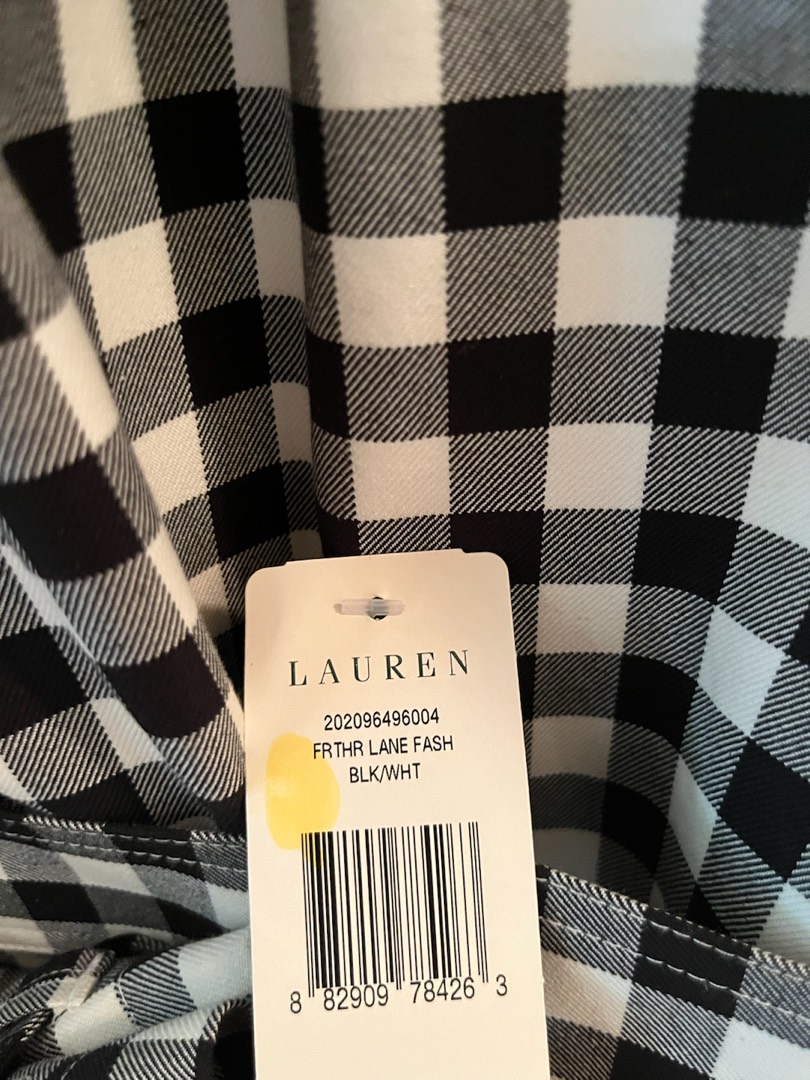 LAUREN
202096496004
FRTHR LANE FASH
BLK/WHT
8 82909 78426 3